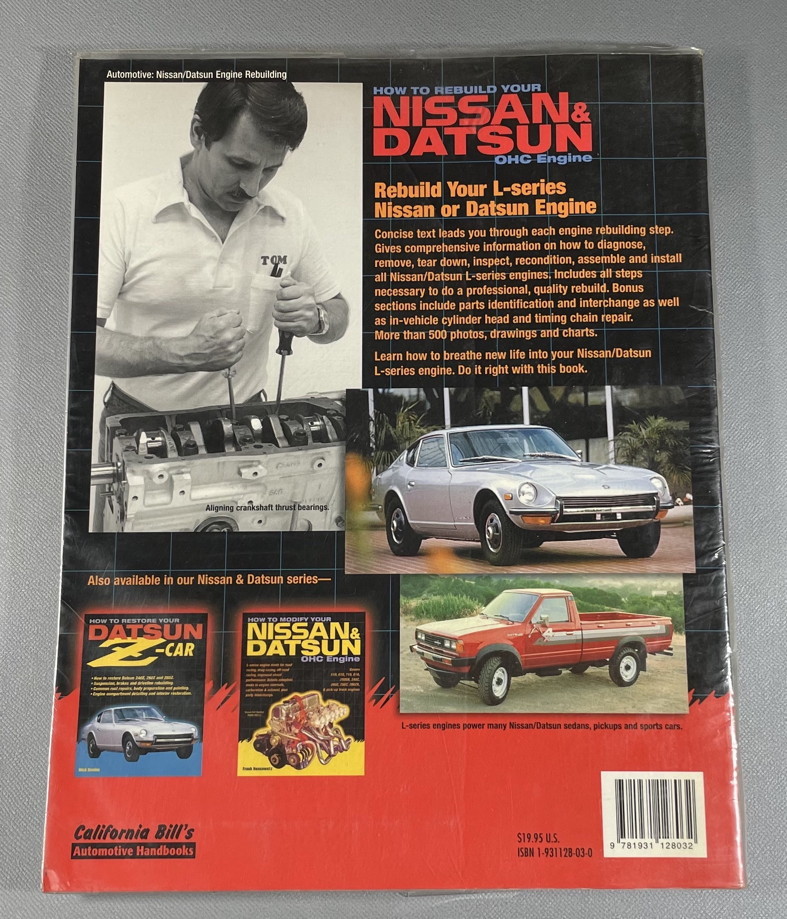 Automotive: Nissan/Datsun Engine Rebuilding
HOW TO REBUILD YOUR
NISSAN &
DATSUN
OHC Engine
Rebuild Your L-series
Nissan or Datsun Engine
Concise text leads you through each engine rebuilding step.
Gives comprehensive information on how to diagnose,
remove, tear down, inspect, recondition, assemble and install
all Nissan/Datsun L-series engines. Includes all steps
necessary to do a professional, quality rebuild. Bonus
sections include parts identification and interchange as well
as in-vehicle cylinder head and timing chain repair.
More than 500 photos, drawings and charts.
Learn how to breathe new life into your Nissan/Datsun
L-series engine. Do it right with this book.
TOM
Aligning crankshaft thrust bearings.
Also available in our Nissan & Datsun series—
HOW TO RESTORE YOUR
DATSUN
Z-CAR
HOW TO MODIFY YOUR
NISSAN &
DATSUN
OHC Engine
L-series engines power many Nissan/Datsun sedans, pickups and sports cars.
California Bill's
Automotive Handbooks
$19.95 U.S.
ISBN 1-931128-03-0
9 781931 128032